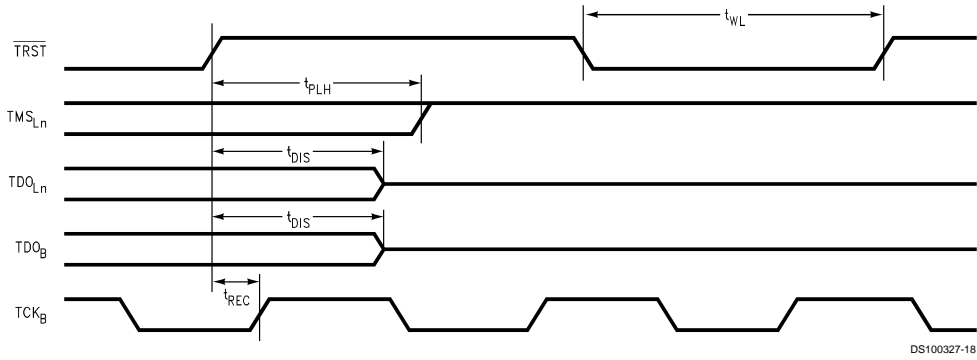 t_WL
TRST
t_PLH
TMS_Ln
t_DIS
TDO_Ln
t_DIS
TDO_B
t_REC
TCK_B
DS100327-18